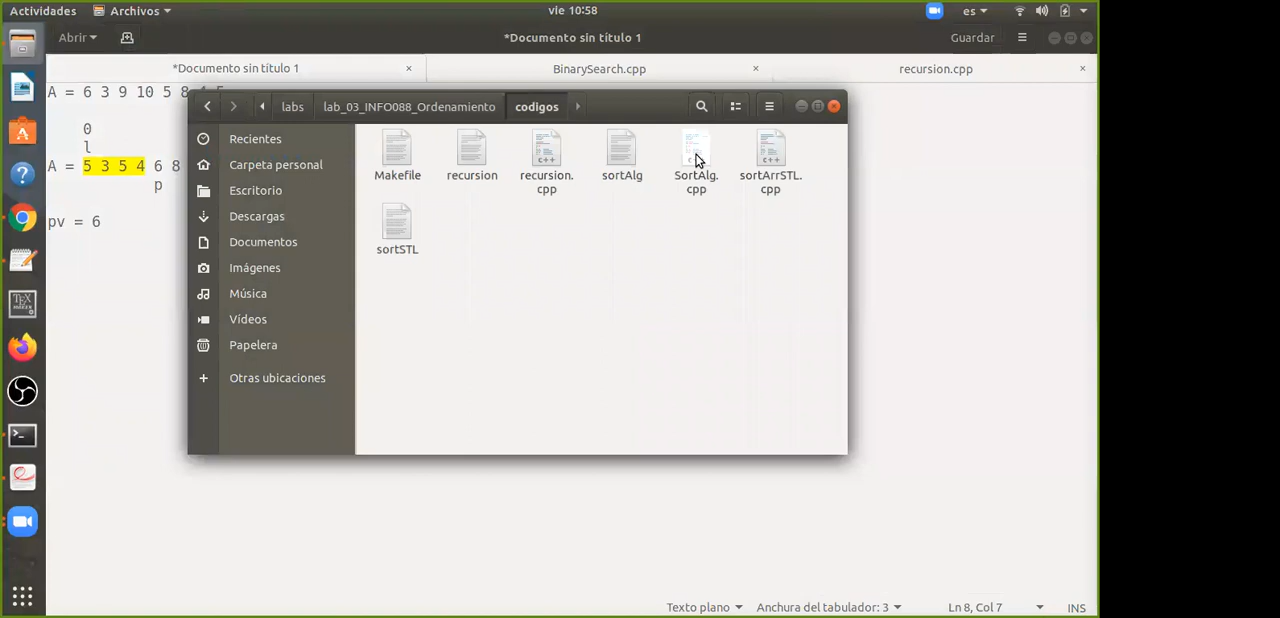 Actividades Archivos vie 10:58 es
Abrir *Documento sin título 1 Guardar
*Documento sin título 1 × BinarySearch.cpp × recursion.cpp ×
A = 6 3 9 10 5 8
0
l
A = 5 3 5 4 6 8
p
pv = 6
labs lab_03_INFO088_Ordenamiento codigos
Recientes
Carpeta personal
Escritorio
Descargas
Documentos
Imágenes
Música
Vídeos
Papelera
Otras ubicaciones
Makefile
recursion
recursion.
cpp
sortAlg
SortAlg.
cpp
sortArrSTL.
cpp
sortSTL
Texto plano Anchura del tabulador: 3 Ln 8, Col 7 INS